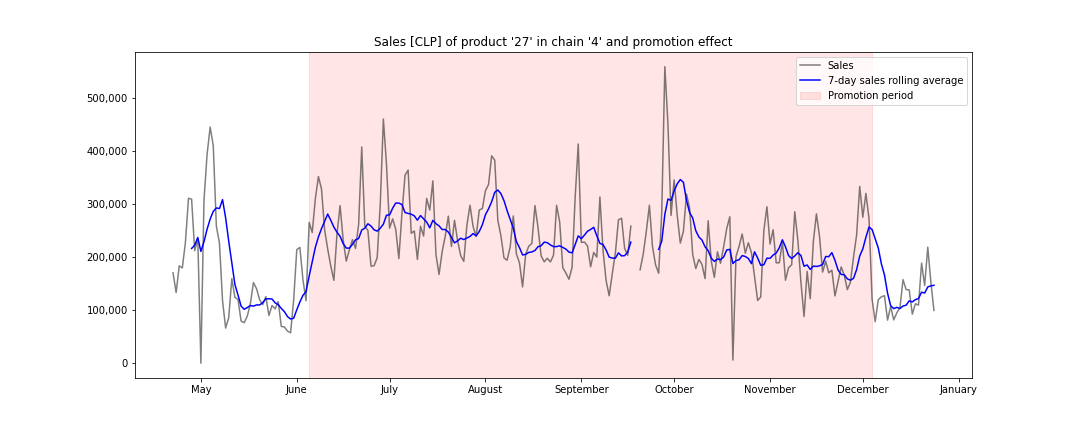 Sales [CLP] of product '27' in chain '4' and promotion effect
Sales
7-day sales rolling average
Promotion period
500,000
400,000
300,000
200,000
100,000
0
May June July August September October November December January